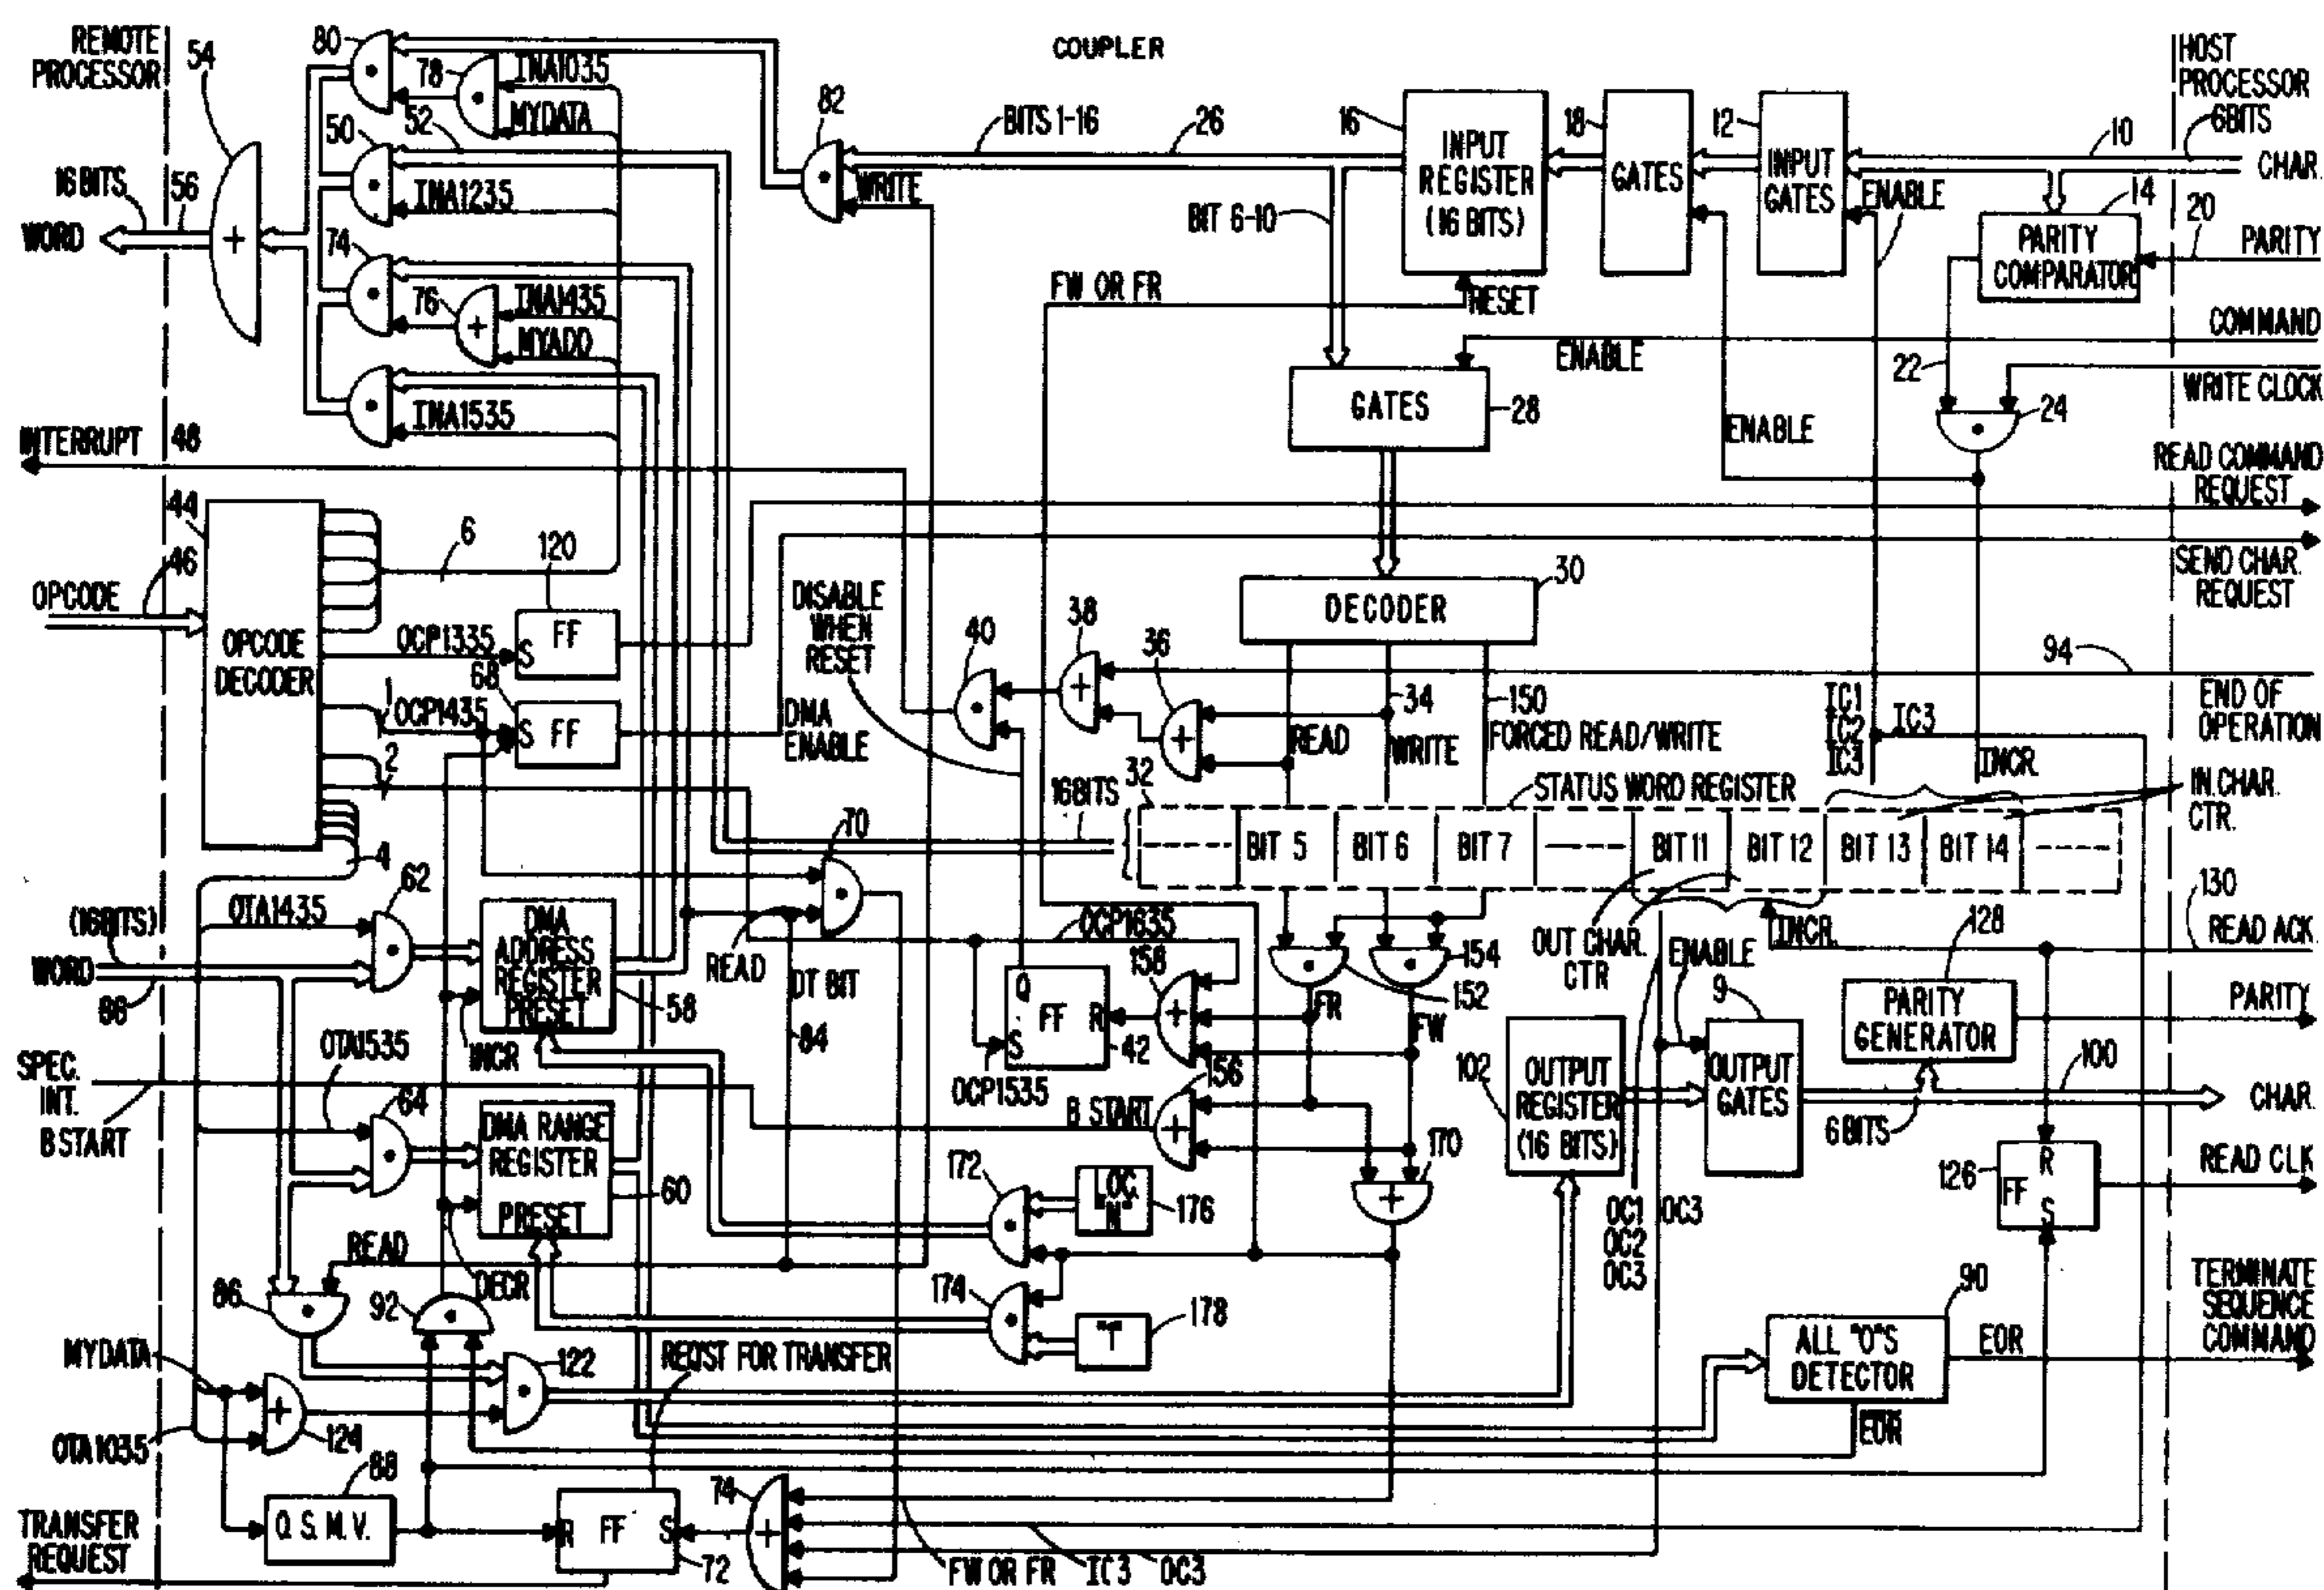 REMOTE
PROCESSOR
54
80
78
INA1035
MYDATA
50
52
INA1235
16 BITS
56
WORD
74
76
INA1435
MYADD
INA1535
INTERRUPT
48
COUPLER
82
WRITE
BITS 1-16
26
16
INPUT
REGISTER
(16 BITS)
18
GATES
12
INPUT
GATES
HOST
PROCESSOR
6BITS
10
CHAR.
ENABLE
14
20
PARITY
COMPARATOR
PARITY
BIT 6-10
FW OR FR
RESET
COMMAND
ENABLE
22
WRITE CLOCK
GATES
28
24
ENABLE
READ COMMAND
REQUEST
44
46
6
120
OPCODE
OPCODE
DECODER
OCP1335
FF
S
68
1
OCP1435
S FF
2
4
DISABLE
WHEN
RESET
DMA
ENABLE
40
38
36
DECODER
30
SEND CHAR.
REQUEST
94
END OF
OPERATION
34
150
READ
WRITE
FORCED READ/WRITE
IC1
IC2
IC3
IC3
INCR.
32
16BITS
STATUS WORD REGISTER
IN.CHAR.
CTR.
BIT 5
BIT 6
BIT 7
BIT 11
BIT 12
BIT 13
BIT 14
70
62
OTA1435
(16BITS)
WORD
86
DMA
ADDRESS
REGISTER
PRESET
58
INCR
READ
DT BIT
84
OCP1635
Q
FF R
S
42
OCP1535
158
FR
152
154
FW
OUT CHAR.
CTR
ENABLE
INCR.
130
READ ACK.
9
128
PARITY
GENERATOR
PARITY
OTA1535
SPEC.
INT.
B START
64
DMA RANGE
REGISTER
PRESET
60
B START
156
102
OUTPUT
REGISTER
(16 BITS)
OUTPUT
GATES
100
6 BITS
CHAR.
170
172
LOC.
"N"
176
126
R
FF
S
READ CLK
OC1 OC3
OC2
OC3
READ
86
92
DECR
174
"1"
178
90
ALL "0"S
DETECTOR
EOR
TERMINATE
SEQUENCE
COMMAND
EOR
MYDATA
122
REQST FOR TRANSFER
OTA1035
124
88
O.S.M.V.
TRANSFER
REQUEST
R FF S
72
74
FW OR FR
IC3
OC3